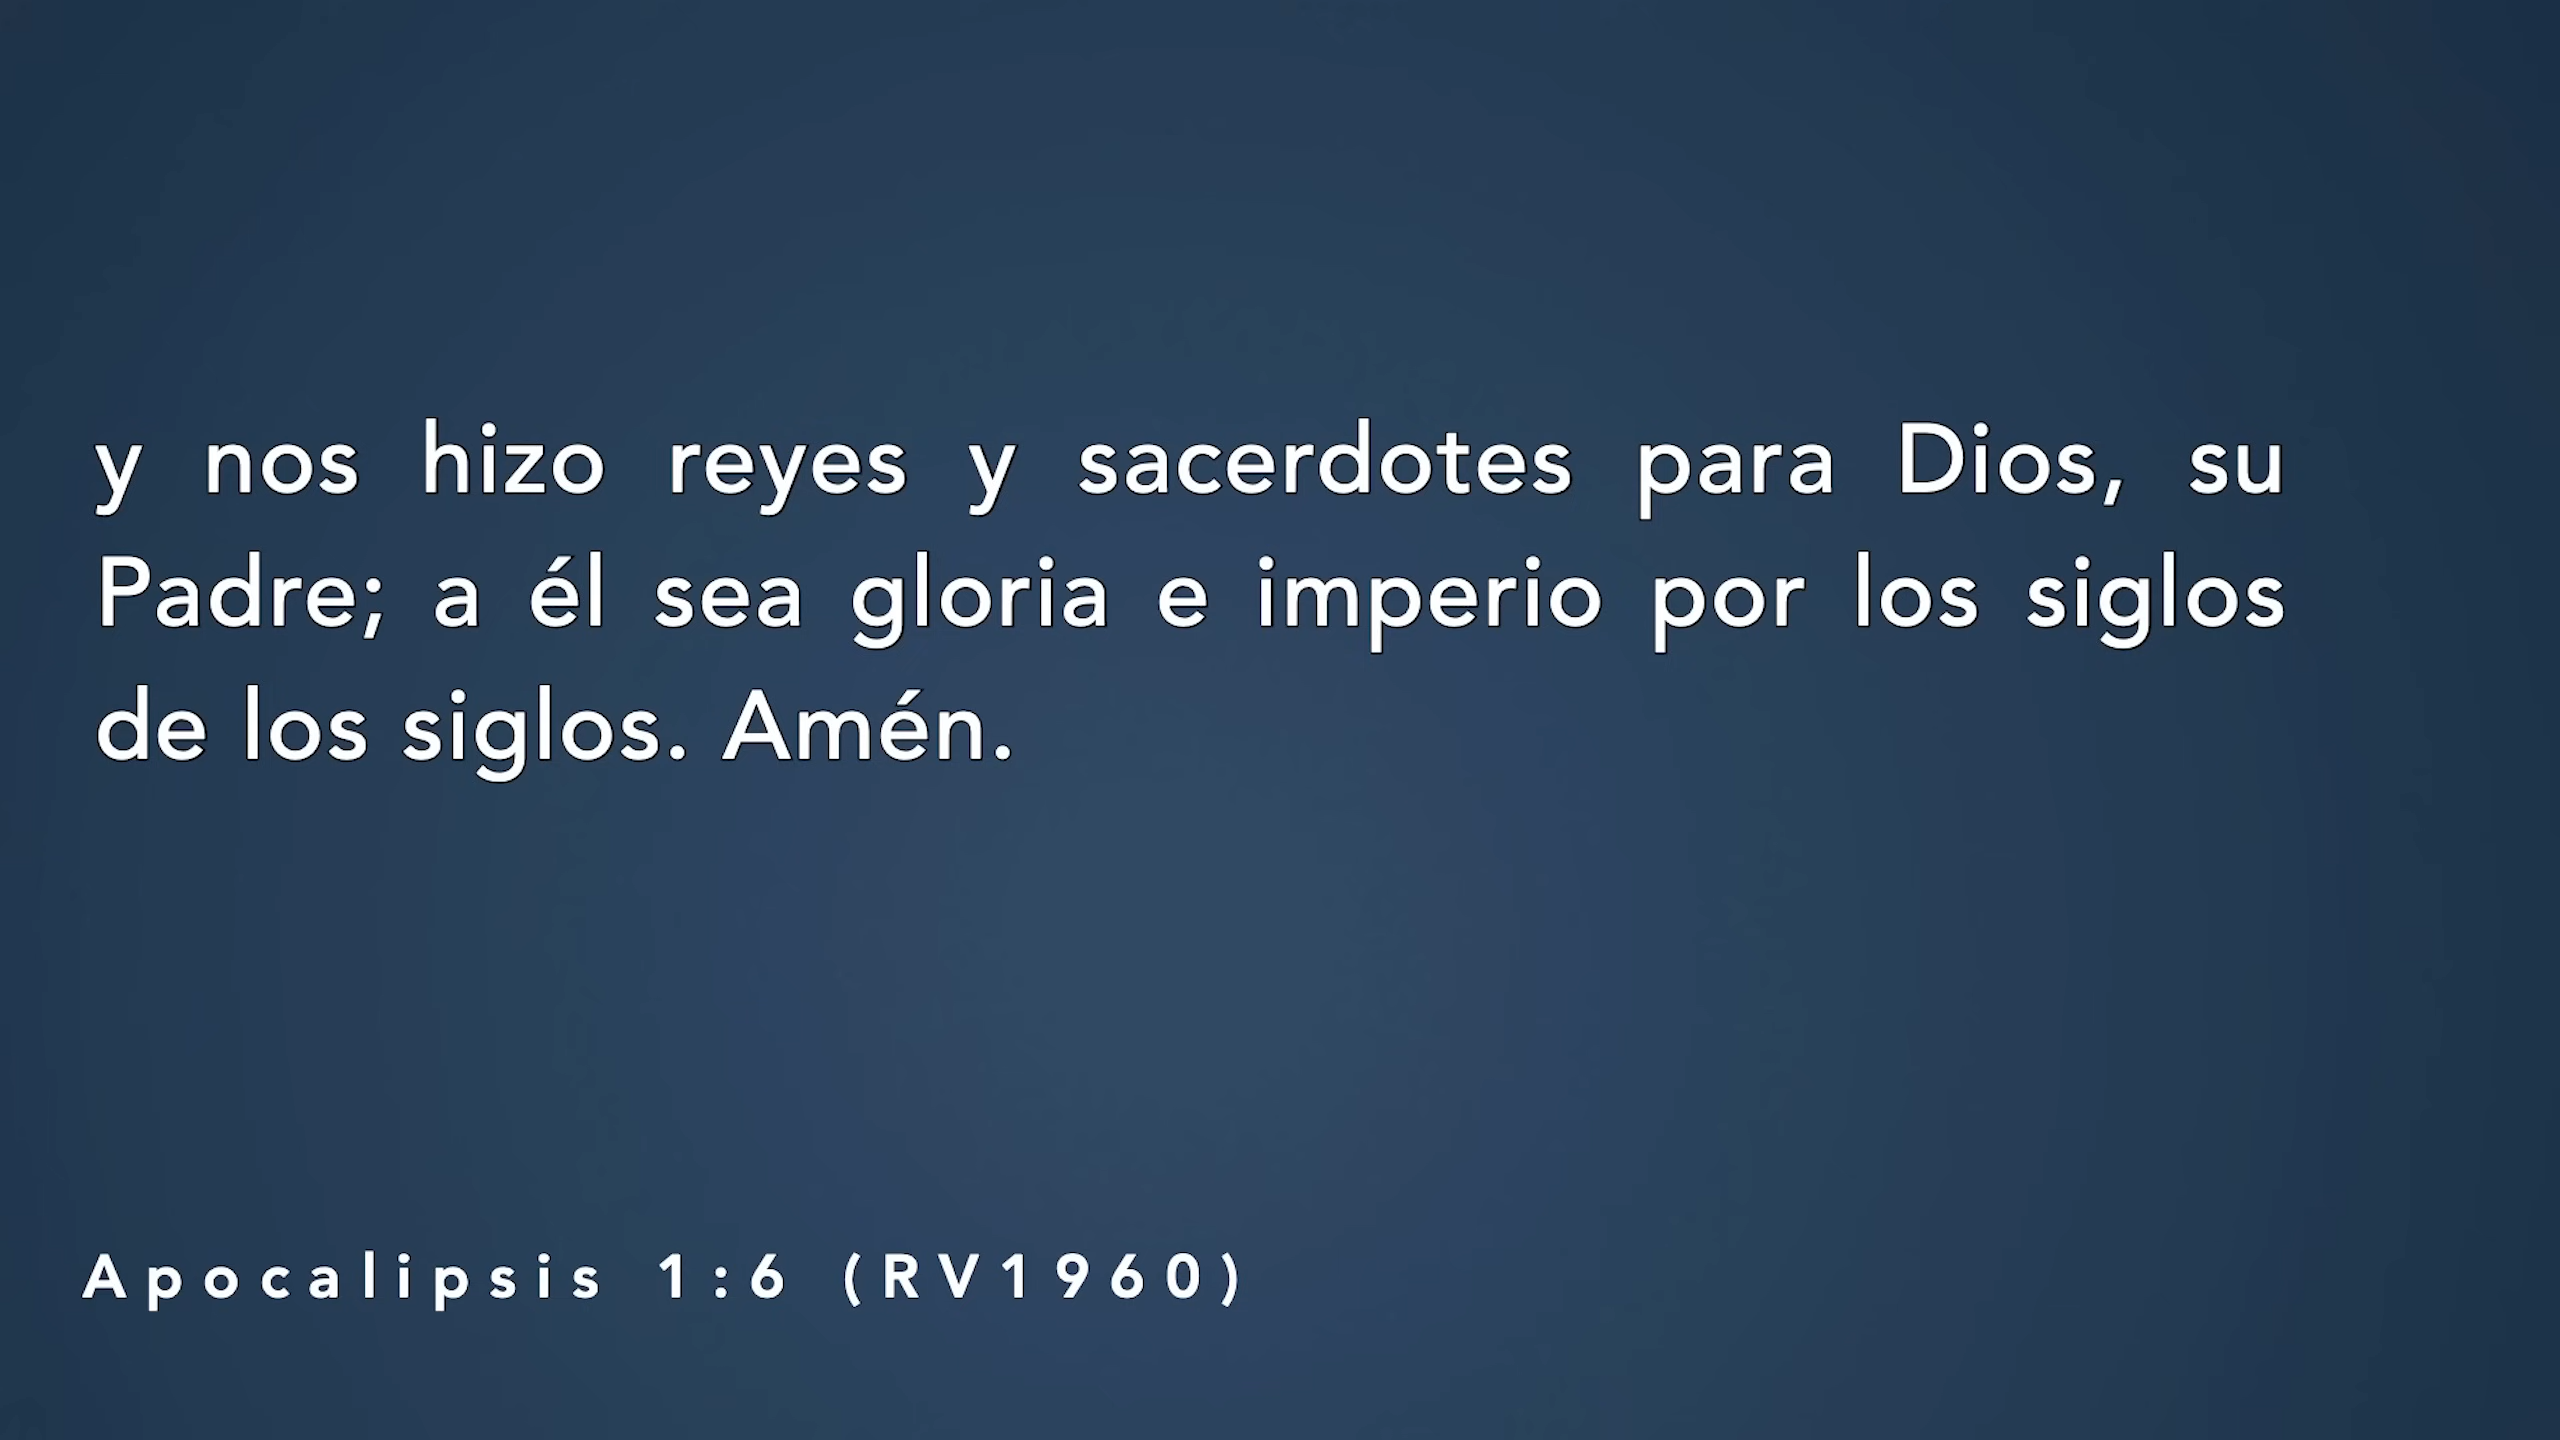 y nos hizo reyes y sacerdotes para Dios, su
Padre; a él sea gloria e imperio por los siglos
de los siglos. Amén.
Apocalipsis 1:6 (RV1960)